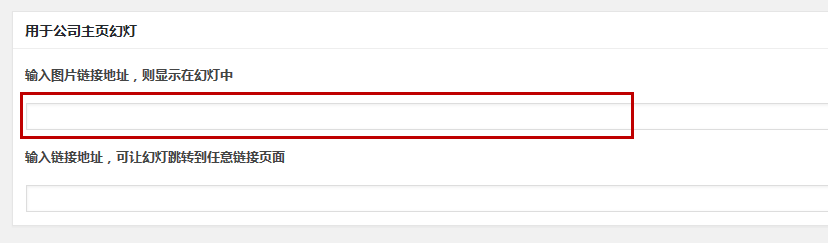 用于公司主页幻灯
输入图片链接地址，则显示在幻灯中
输入链接地址，可让幻灯跳转到任意链接页面